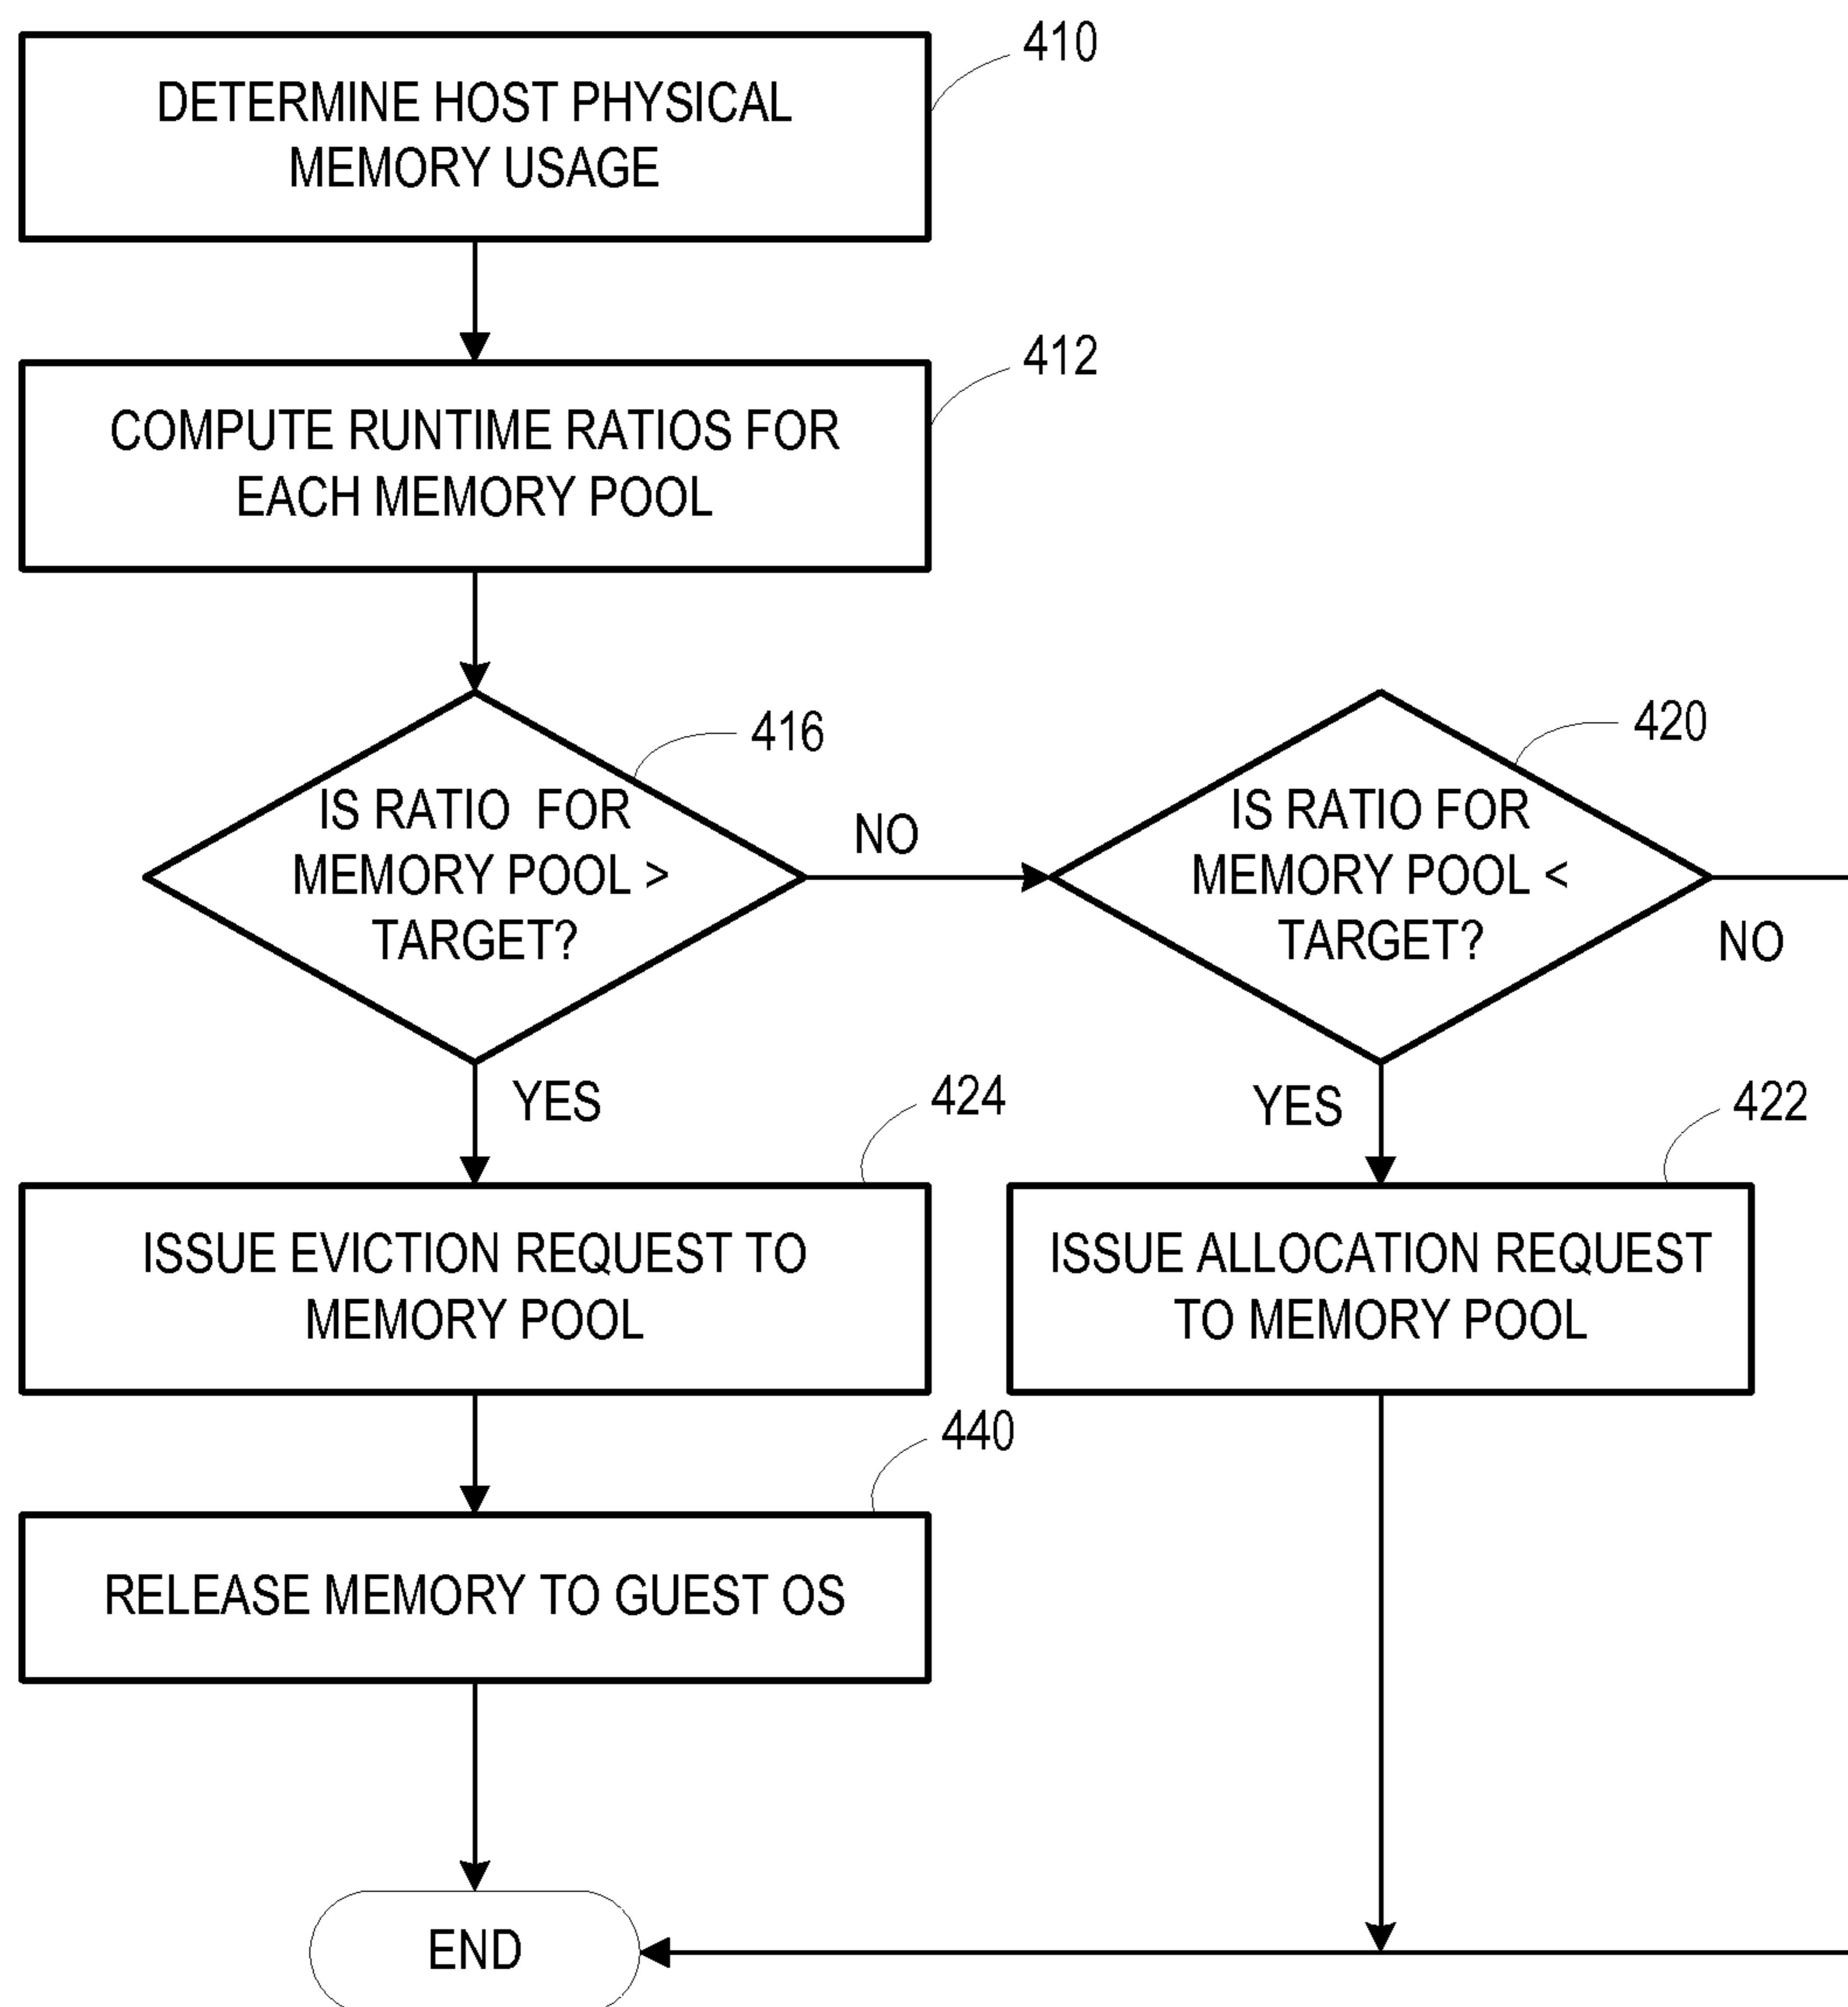 410
DETERMINE HOST PHYSICAL
MEMORY USAGE
412
COMPUTE RUNTIME RATIOS FOR
EACH MEMORY POOL
416
IS RATIO FOR
MEMORY POOL >
TARGET?
NO
420
IS RATIO FOR
MEMORY POOL <
TARGET?
NO
YES
424
ISSUE EVICTION REQUEST TO
MEMORY POOL
YES
422
ISSUE ALLOCATION REQUEST
TO MEMORY POOL
440
RELEASE MEMORY TO GUEST OS
END